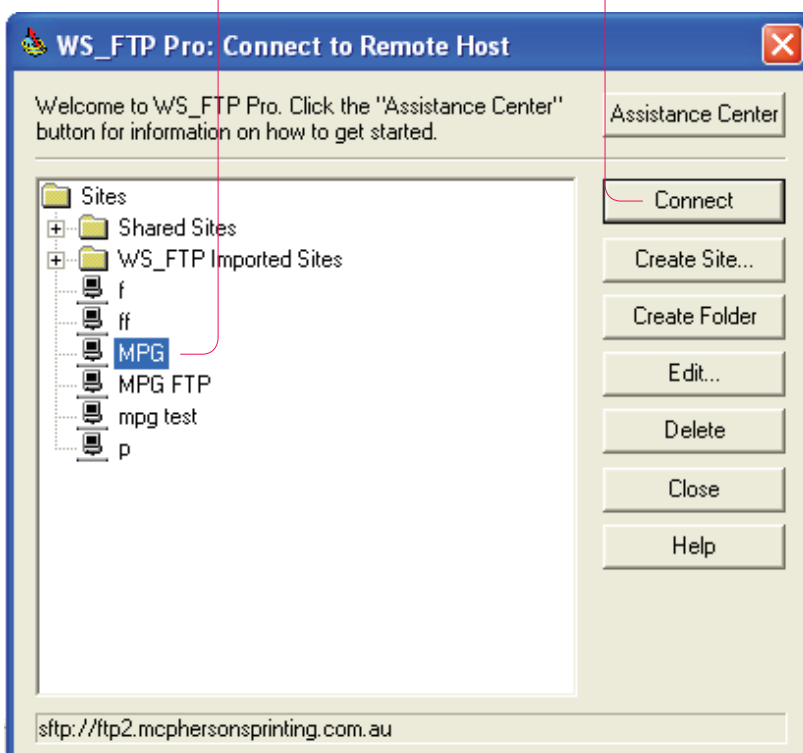 WS_FTP Pro: Connect to Remote Host
Welcome to WS_FTP Pro. Click the "Assistance Center"
button for information on how to get started.
Assistance Center
Sites
Shared Sites
WS_FTP Imported Sites
f
ff
MPG
MPG FTP
mpg test
p
Connect
Create Site...
Create Folder
Edit...
Delete
Close
Help
sftp://ftp2.mcphersonsprinting.com.au